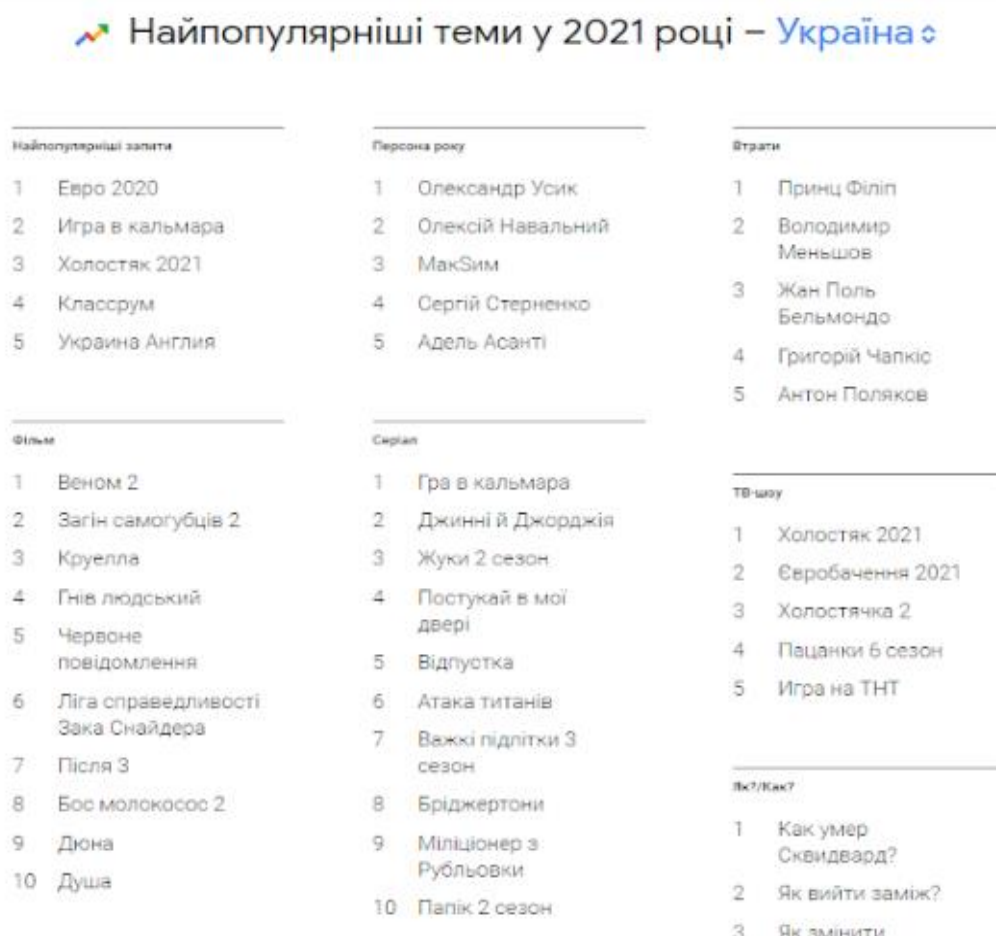 Найпопулярніші теми у 2021 році – Україна
Найпопулярніші запити
1 Евро 2020
2 Игра в кальмара
3 Холостяк 2021
4 Классрум
5 Украина Англия
Персона року
1 Олександр Усик
2 Олексій Навальний
3 МакSим
4 Сергій Стерненко
5 Адель Асанті
Втрати
1 Принц Філіп
2 Володимир
Меньшов
3 Жан Поль
Бельмондо
4 Григорій Чапкіс
5 Антон Поляков
Фільм
1 Веном 2
2 Загін самогубців 2
3 Круелла
4 Гнів людський
5 Червоне
повідомлення
6 Ліга справедливості
Зака Снайдера
7 Після 3
8 Бос молокосос 2
9 Дюна
10 Душа
Серіал
1 Гра в кальмара
2 Джинні й Джорджія
3 Жуки 2 сезон
4 Постукай в мої
двері
5 Відпустка
6 Атака титанів
7 Важкі підлітки 3
сезон
8 Бріджертони
9 Міліціонер з
Рубльовки
10 Папік 2 сезон
ТВ-шоу
1 Холостяк 2021
2 Євробачення 2021
3 Холостячка 2
4 Пацанки 6 сезон
5 Игра на ТНТ
Як?/Как?
1 Как умер
Сквидвард?
2 Як вийти заміж?
3 Як змінити